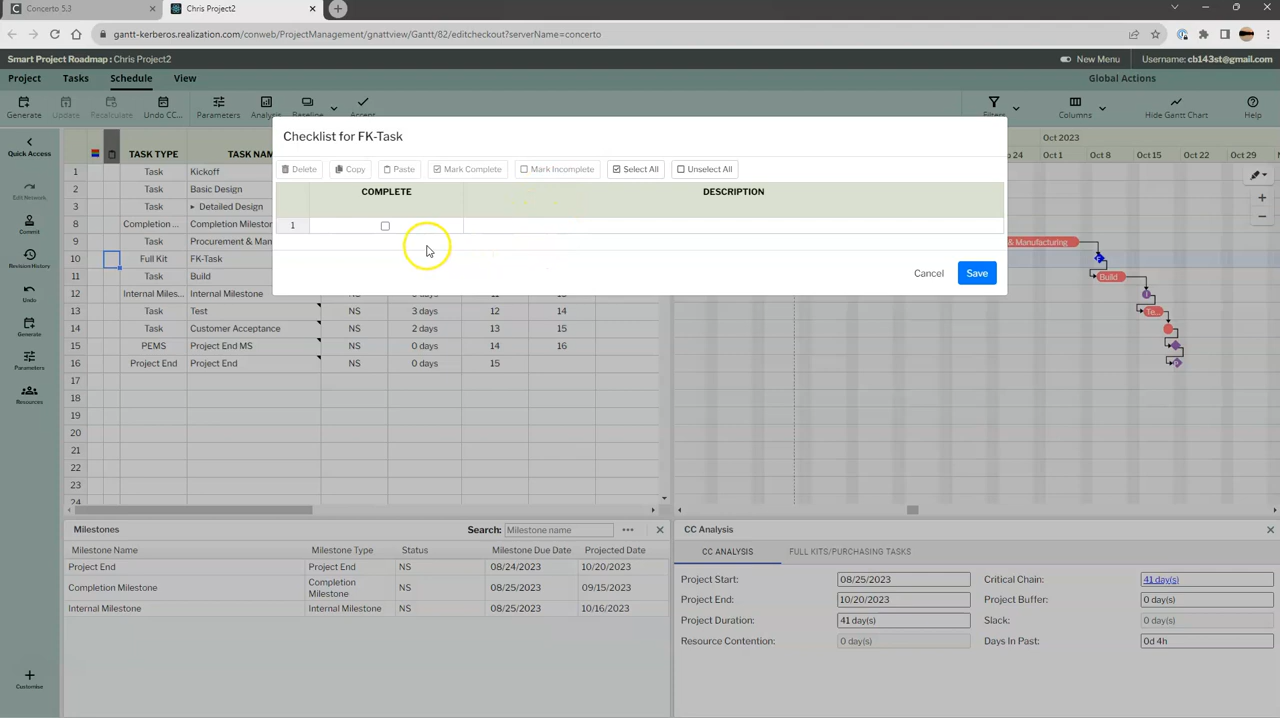 Concerto 5.3
Chris Project2
gantt-kerberos.realization.com/conweb/ProjectManagement/gnattview/Gantt/82/editcheckout?serverName=concerto
Smart Project Roadmap: Chris Project2
New Menu
Username: cb143st@gmail.com
Project Tasks Schedule View
Global Actions
Generate Update Recalculate Undo CC... Parameters Analysis Baseline Accept
Filters Columns Hide Gantt Chart Help
Checklist for FK-Task
Delete Copy Paste Mark Complete Mark Incomplete Select All Unselect All
COMPLETE DESCRIPTION
1
Cancel Save
Quick Access
Edit Network
Commit
Revision History
Undo
Generate
Parameters
Resources
Customise
TASK TYPE TASK NAME
1 Task Kickoff
2 Task Basic Design
3 Task Detailed Design
8 Completion ... Completion Milestone
9 Task Procurement & Man
10 Full Kit FK-Task
11 Task Build
12 Internal Miles... Internal Milestone
13 Task Test NS 3 days 12 14
14 Task Customer Acceptance NS 2 days 13 15
15 PEMS Project End MS NS 0 days 14 16
16 Project End Project End NS 0 days 15
17
18
19
20
21
22
23
24
Oct 2023
24 Oct 1 Oct 8 Oct 15 Oct 22 Oct 29
& Manufacturing
Build
Te...
Milestones
Search: Milestone name
Milestone Name Milestone Type Status Milestone Due Date Projected Date
Project End Project End NS 08/24/2023 10/20/2023
Completion Milestone Completion Milestone NS 08/25/2023 09/15/2023
Internal Milestone Internal Milestone NS 08/25/2023 10/16/2023
CC Analysis
CC ANALYSIS FULL KITS/PURCHASING TASKS
Project Start: 08/25/2023 Critical Chain: 41 day(s)
Project End: 10/20/2023 Project Buffer: 0 day(s)
Project Duration: 41 day(s) Slack: 0 day(s)
Resource Contention: 0 day(s) Days In Past: 0d 4h